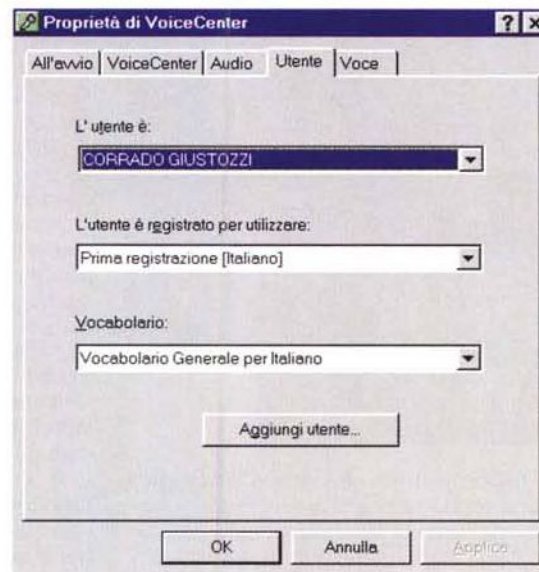 Proprietà di VoiceCenter
All'avvio VoiceCenter Audio Utente Voce
L'utente è:
CORRADO GIUSTOZZI
L'utente è registrato per utilizzare:
Prima registrazione [Italiano]
Vocabolario:
Vocabolario Generale per Italiano
Aggiungi utente...
OK Annulla Applica